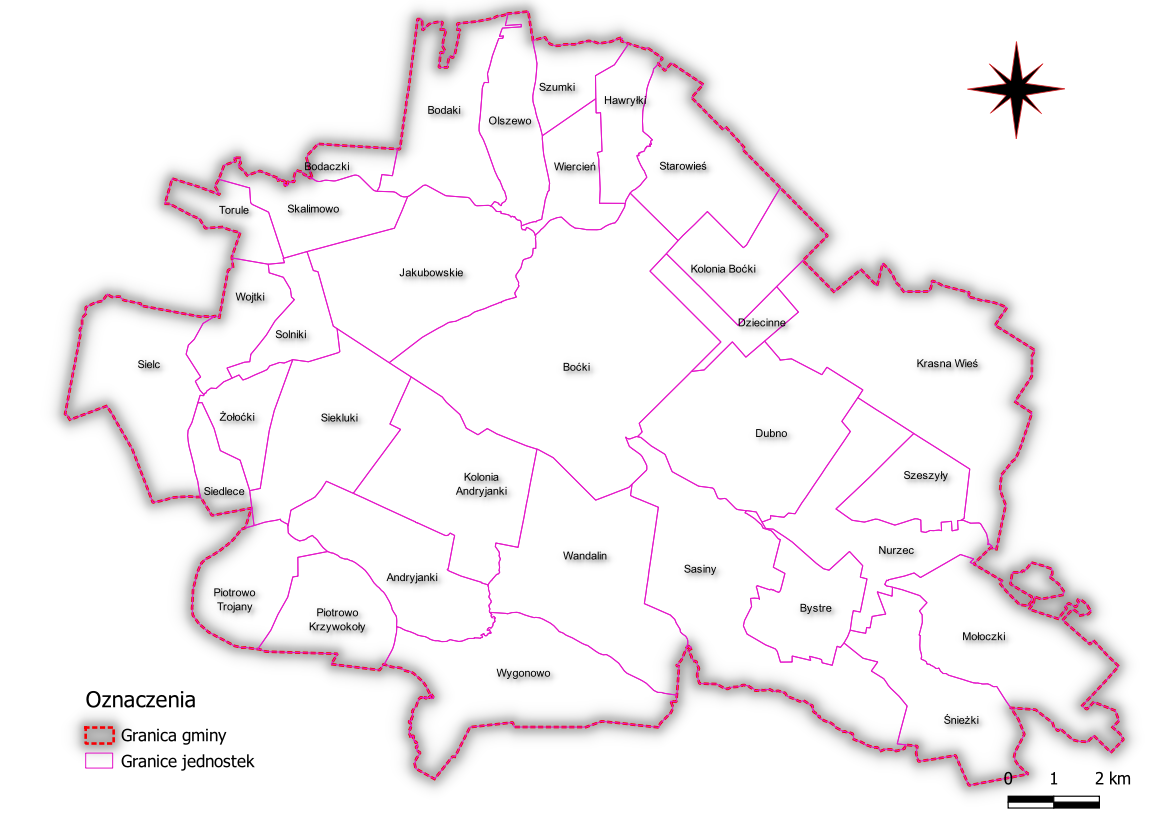 Szumki
Bodaki
Hawryłki
Olszewo
Bodaczki
Wiercień
Starowieś
Torule
Skalimowo
Jakubowskie
Kolonia Boćki
Wojtki
Dziecinne
Solniki
Sielc
Boćki
Krasna Wieś
Żołoćki
Siekluki
Dubno
Kolonia
Andryjanki
Szeszyły
Siedlece
Wandalin
Nurzec
Sasiny
Andryjanki
Piotrowo
Trojany
Piotrowo
Krzywokoły
Bystre
Mołoczki
Wygonowo
Śnieżki
Oznaczenia
Granica gminy
Granice jednostek
0 1 2 km